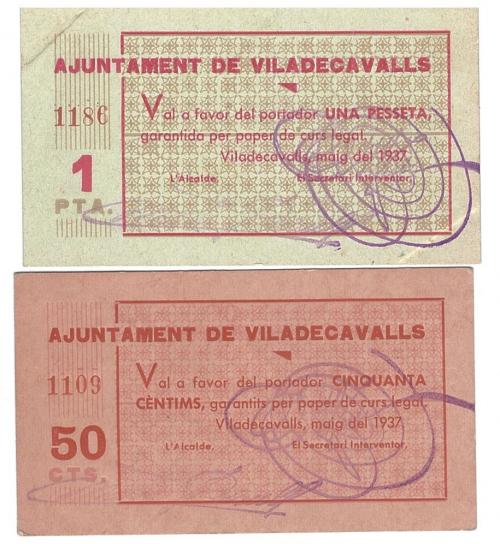 AJUNTAMENT DE VILADECAVALLS
1186
Val a favor del portador UNA PESSETA,
garantida per paper de curs legal.
Viladecavalls, maig del 1937.
L'Alcalde, El Secretari Interventor,
1
PTA.
AJUNTAMENT DE VILADECAVALLS
1109
Val a favor del portador CINQUANTA
CÈNTIMS, garantits per paper de curs legal.
Viladecavalls, maig del 1937.
L'Alcalde, El Secretari Interventor,
50
CTS.